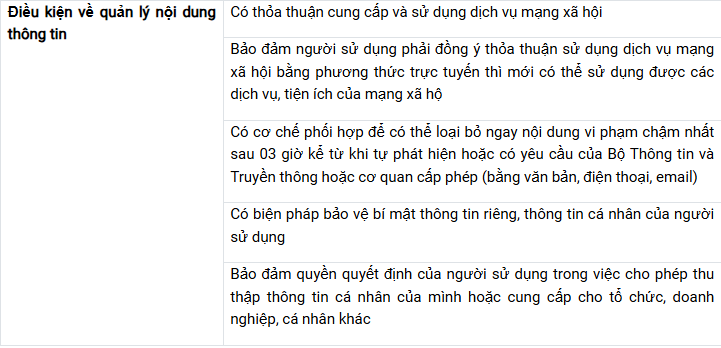 Điều kiện về quản lý nội dung
thông tin
Có thỏa thuận cung cấp và sử dụng dịch vụ mạng xã hội
Bảo đảm người sử dụng phải đồng ý thỏa thuận sử dụng dịch vụ mạng
xã hội bằng phương thức trực tuyến thì mới có thể sử dụng được các
dịch vụ, tiện ích của mạng xã hộ
Có cơ chế phối hợp để có thể loại bỏ ngay nội dung vi phạm chậm nhất
sau 03 giờ kể từ khi tự phát hiện hoặc có yêu cầu của Bộ Thông tin và
Truyền thông hoặc cơ quan cấp phép (bằng văn bản, điện thoại, email)
Có biện pháp bảo vệ bí mật thông tin riêng, thông tin cá nhân của người
sử dụng
Bảo đảm quyền quyết định của người sử dụng trong việc cho phép thu
thập thông tin cá nhân của mình hoặc cung cấp cho tổ chức, doanh
nghiệp, cá nhân khác